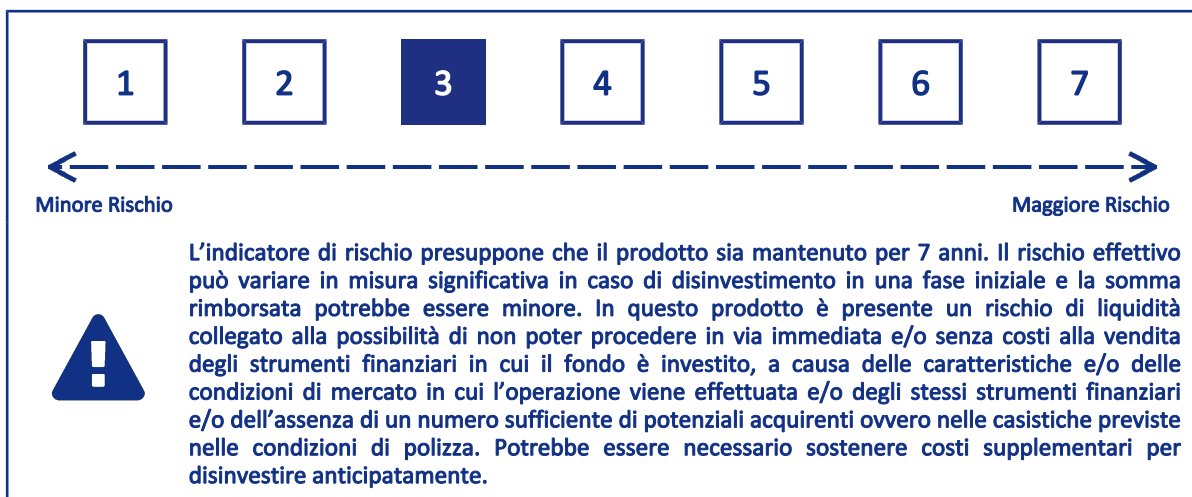 1 2 3 4 5 6 7
Minore Rischio Maggiore Rischio
L'indicatore di rischio presuppone che il prodotto sia mantenuto per 7 anni. Il rischio effettivo
può variare in misura significativa in caso di disinvestimento in una fase iniziale e la somma
rimborsata potrebbe essere minore. In questo prodotto è presente un rischio di liquidità
collegato alla possibilità di non poter procedere in via immediata e/o senza costi alla vendita
degli strumenti finanziari in cui il fondo è investito, a causa delle caratteristiche e/o delle
condizioni di mercato in cui l'operazione viene effettuata e/o degli stessi strumenti finanziari
e/o dell'assenza di un numero sufficiente di potenziali acquirenti ovvero nelle casistiche previste
nelle condizioni di polizza. Potrebbe essere necessario sostenere costi supplementari per
disinvestire anticipatamente.